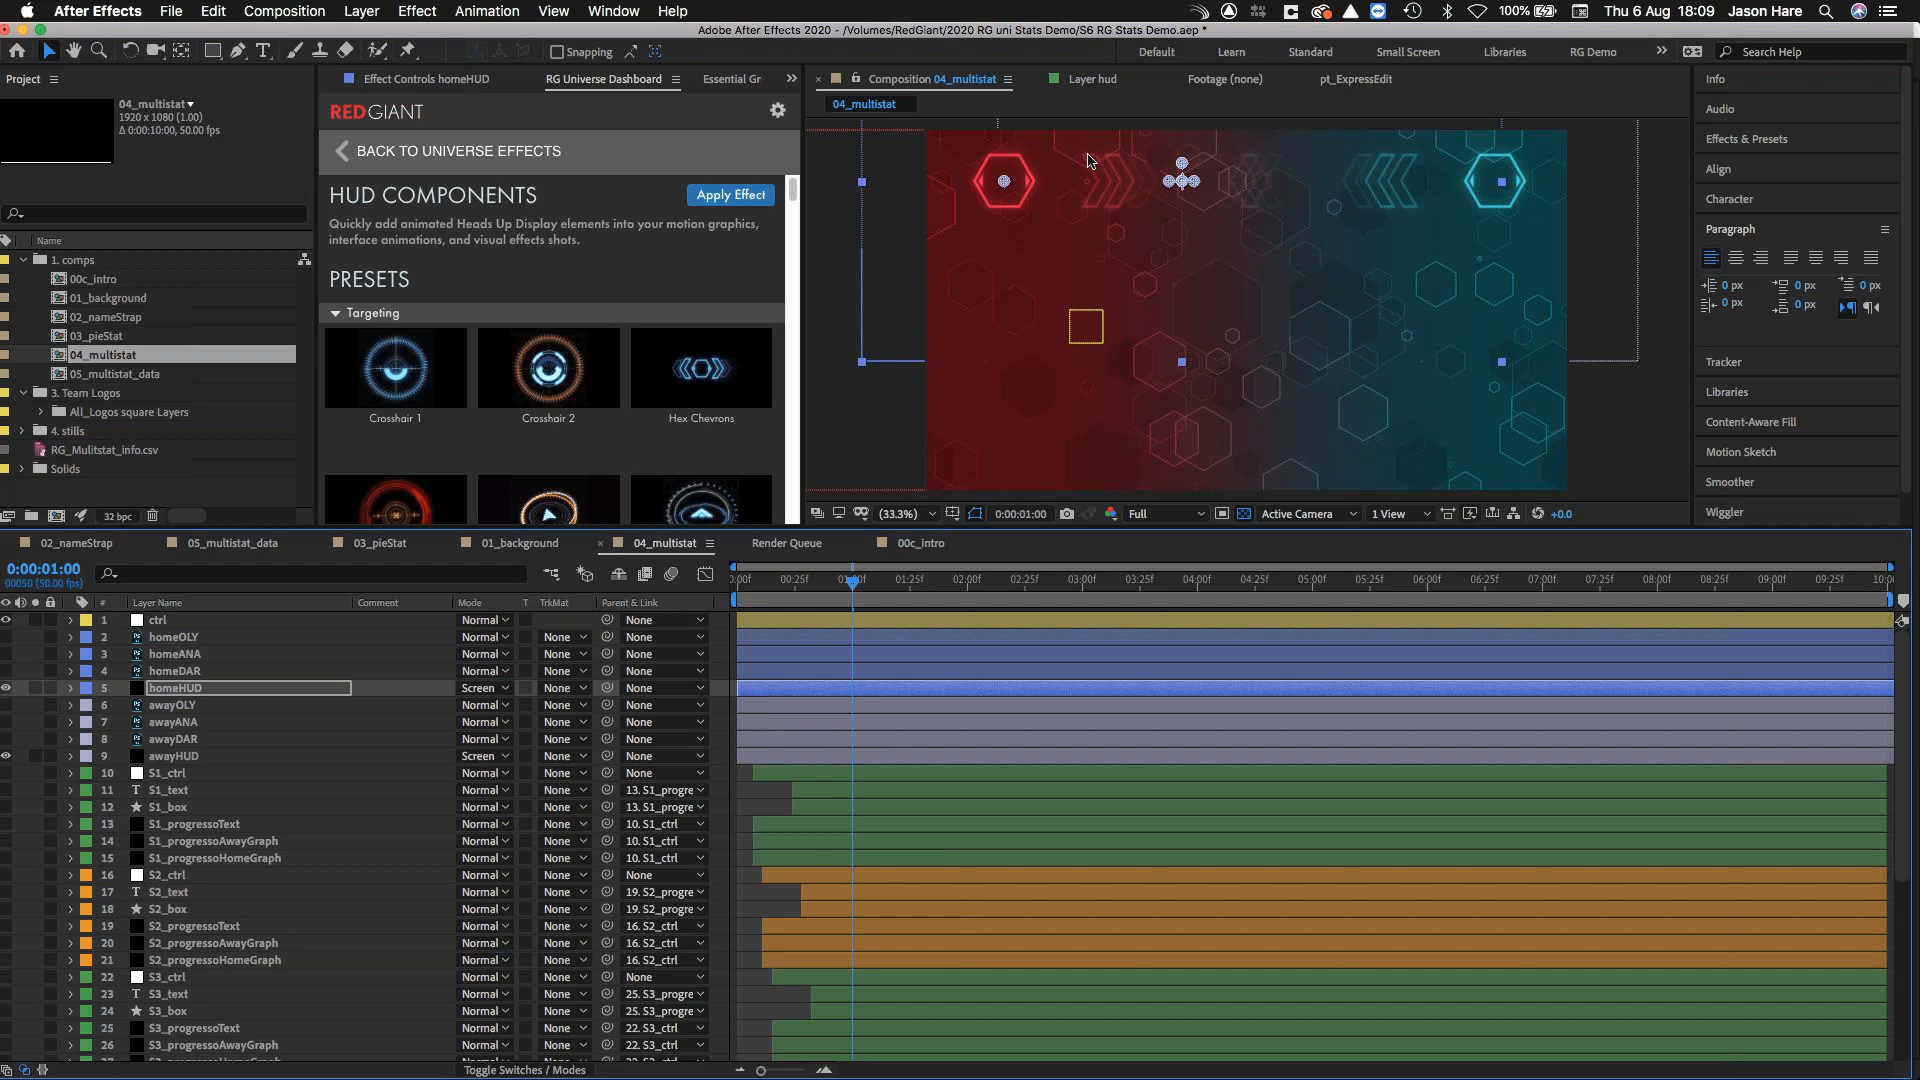 After Effects File Edit Composition Layer Effect Animation View Window Help 100% Thu 6 Aug 18:09 Jason Hare
Adobe After Effects 2020 - /Volumes/RedGiant/2020 RG uni Stats Demo/S6 RG Stats Demo.aep *
Snapping Default Learn Standard Small Screen Libraries RG Demo Search Help
Project Effect Controls homeHUD RG Universe Dashboard Essential Gr Composition 04_multistat Layer hud Footage (none) pt_ExpressEdit
04_multistat
1920 x 1080 (1.00)
Δ 0:00:10:00, 50.00 fps
Name
1. comps
00c_intro
01_background
02_nameStrap
03_pieStat
04_multistat
05_multistat_data
3. Team Logos
All_Logos square Layers
4. stills
RG_Mulitstat_info.csv
Solids
32 bpc
REDGIANT
BACK TO UNIVERSE EFFECTS
HUD COMPONENTS
Apply Effect
Quickly add animated Heads Up Display elements into your motion graphics,
interface animations, and visual effects shots.
PRESETS
Targeting
Crosshair 1 Crosshair 2 Hex Chevrons
04_multistat
(33.3%) 0:00:01:00 Full Active Camera 1 View +0.0
Info
Audio
Effects & Presets
Align
Character
Paragraph
0 px 0 px 0 px
0 px 0 px
Tracker
Libraries
Content-Aware Fill
Motion Sketch
Smoother
Wiggler
02_nameStrap 05_multistat_data 03_pieStat 01_background 04_multistat Render Queue 00c_intro
0:00:01:00
00050 (50.00 fps)
00:25f 01:25f 02:00f 02:25f 03:00f 03:25f 04:00f 04:25f 05:00f 05:25f 06:00f 06:25f 07:00f 07:25f 08:00f 08:25f 09:00f 09:25f
# Layer Name Comment Mode T TrkMat Parent & Link
1 ctrl Normal None
2 homeOLY Normal None None
3 homeANA Normal None None
4 homeDAR Normal None None
5 homeHUD Screen None None
6 awayOLY Normal None None
7 awayANA Normal None None
8 awayDAR Normal None None
9 awayHUD Screen None None
10 S1_ctrl Normal None None
11 T S1_text Normal None 13. S1_progre
12 S1_box Normal None 13. S1_progre
13 S1_progressoText Normal None 10. S1_ctrl
14 S1_progressoAwayGraph Normal None 10. S1_ctrl
15 S1_progressoHomeGraph Normal None 10. S1_ctrl
16 S2_ctrl Normal None None
17 T S2_text Normal None 19. S2_progre
18 S2_box Normal None 19. S2_progre
19 S2_progressoText Normal None 16. S2_ctrl
20 S2_progressoAwayGraph Normal None 16. S2_ctrl
21 S2_progressoHomeGraph Normal None 16. S2_ctrl
22 S3_ctrl Normal None None
23 T S3_text Normal None 25. S3_progre
24 S3_box Normal None 25. S3_progre
25 S3_progressoText Normal None 22. S3_ctrl
26 S3_progressoAwayGraph Normal None 22. S3_ctrl
Toggle Switches / Modes